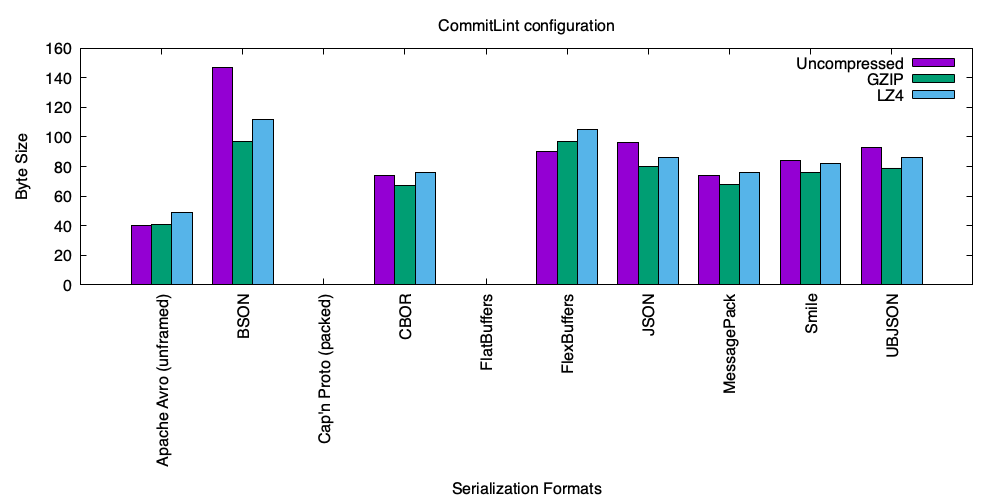 CommitLint configuration
160
140
120
100
80
60
40
20
0
Byte Size
Uncompressed
GZIP
LZ4
Apache Avro (unframed)
BSON
Cap'n Proto (packed)
CBOR
FlatBuffers
FlexBuffers
JSON
MessagePack
Smile
UBJSON
Serialization Formats